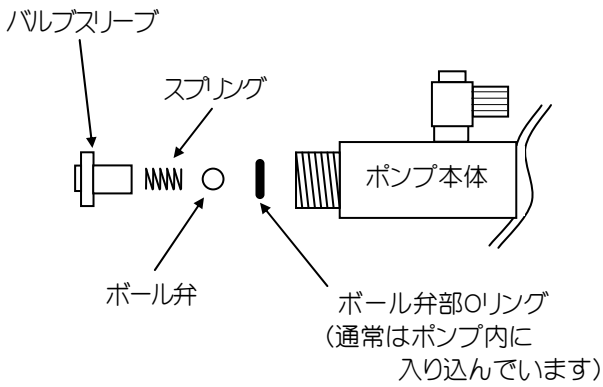 バルブスリーブ
スプリング
ポンプ本体
ボール弁
ボール弁部Oリング
(通常はポンプ内に
入り込んでいます)